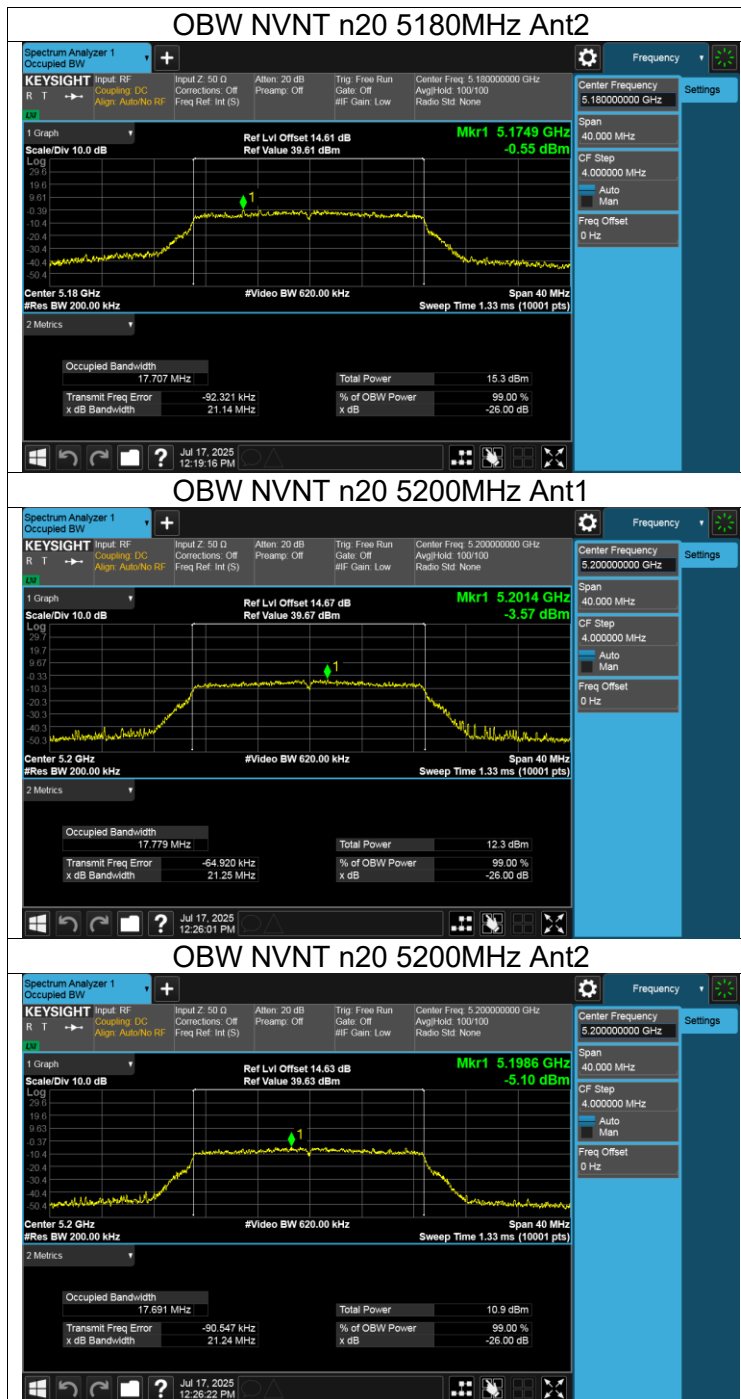 OBW NVNT n20 5180MHz Ant2
Spectrum Analyzer 1
Occupied BW
+
Frequency
KEYSIGHT
R T
LXI
Input: RF
Coupling: DC
Align: Auto/No RF
Input Z: 50 Ω
Corrections: Off
Freq Ref: Int (S)
Atten: 20 dB
Preamp: Off
Trig: Free Run
Gate: Off
#IF Gain: Low
Center Freq: 5.180000000 GHz
Avg|Hold: 100/100
Radio Std: None
Center Frequency
5.180000000 GHz
Settings
Span
40.000 MHz
CF Step
4.000000 MHz
Auto
Man
Freq Offset
0 Hz
1 Graph
Scale/Div 10.0 dB
Ref Lvl Offset 14.61 dB
Ref Value 39.61 dBm
Mkr1 5.1749 GHz
-0.55 dBm
Log
29.6
19.6
9.61
-0.39
-10.4
-20.4
-30.4
-40.4
-50.4
1
Center 5.18 GHz
#Res BW 200.00 kHz
#Video BW 620.00 kHz
Span 40 MHz
Sweep Time 1.33 ms (10001 pts)
2 Metrics
Occupied Bandwidth
17.707 MHz
Transmit Freq Error -92.321 kHz
x dB Bandwidth 21.14 MHz
Total Power 15.3 dBm
% of OBW Power 99.00 %
x dB -26.00 dB
?
Jul 17, 2025
12:19:16 PM
OBW NVNT n20 5200MHz Ant1
Spectrum Analyzer 1
Occupied BW
+
Frequency
KEYSIGHT
R T
LXI
Input: RF
Coupling: DC
Align: Auto/No RF
Input Z: 50 Ω
Corrections: Off
Freq Ref: Int (S)
Atten: 20 dB
Preamp: Off
Trig: Free Run
Gate: Off
#IF Gain: Low
Center Freq: 5.200000000 GHz
Avg|Hold: 100/100
Radio Std: None
Center Frequency
5.200000000 GHz
Settings
Span
40.000 MHz
CF Step
4.000000 MHz
Auto
Man
Freq Offset
0 Hz
1 Graph
Scale/Div 10.0 dB
Ref Lvl Offset 14.67 dB
Ref Value 39.67 dBm
Mkr1 5.2014 GHz
-3.57 dBm
Log
29.7
19.7
9.67
-0.33
-10.3
-20.3
-30.3
-40.3
-50.3
1
Center 5.2 GHz
#Res BW 200.00 kHz
#Video BW 620.00 kHz
Span 40 MHz
Sweep Time 1.33 ms (10001 pts)
2 Metrics
Occupied Bandwidth
17.779 MHz
Transmit Freq Error -64.920 kHz
x dB Bandwidth 21.25 MHz
Total Power 12.3 dBm
% of OBW Power 99.00 %
x dB -26.00 dB
?
Jul 17, 2025
12:26:01 PM
OBW NVNT n20 5200MHz Ant2
Spectrum Analyzer 1
Occupied BW
+
Frequency
KEYSIGHT
R T
LXI
Input: RF
Coupling: DC
Align: Auto/No RF
Input Z: 50 Ω
Corrections: Off
Freq Ref: Int (S)
Atten: 20 dB
Preamp: Off
Trig: Free Run
Gate: Off
#IF Gain: Low
Center Freq: 5.200000000 GHz
Avg|Hold: 100/100
Radio Std: None
Center Frequency
5.200000000 GHz
Settings
Span
40.000 MHz
CF Step
4.000000 MHz
Auto
Man
Freq Offset
0 Hz
1 Graph
Scale/Div 10.0 dB
Ref Lvl Offset 14.63 dB
Ref Value 39.63 dBm
Mkr1 5.1986 GHz
-5.10 dBm
Log
29.6
19.6
9.63
-0.37
-10.4
-20.4
-30.4
-40.4
-50.4
1
Center 5.2 GHz
#Res BW 200.00 kHz
#Video BW 620.00 kHz
Span 40 MHz
Sweep Time 1.33 ms (10001 pts)
2 Metrics
Occupied Bandwidth
17.691 MHz
Transmit Freq Error -90.547 kHz
x dB Bandwidth 21.24 MHz
Total Power 10.9 dBm
% of OBW Power 99.00 %
x dB -26.00 dB
?
Jul 17, 2025
12:26:22 PM